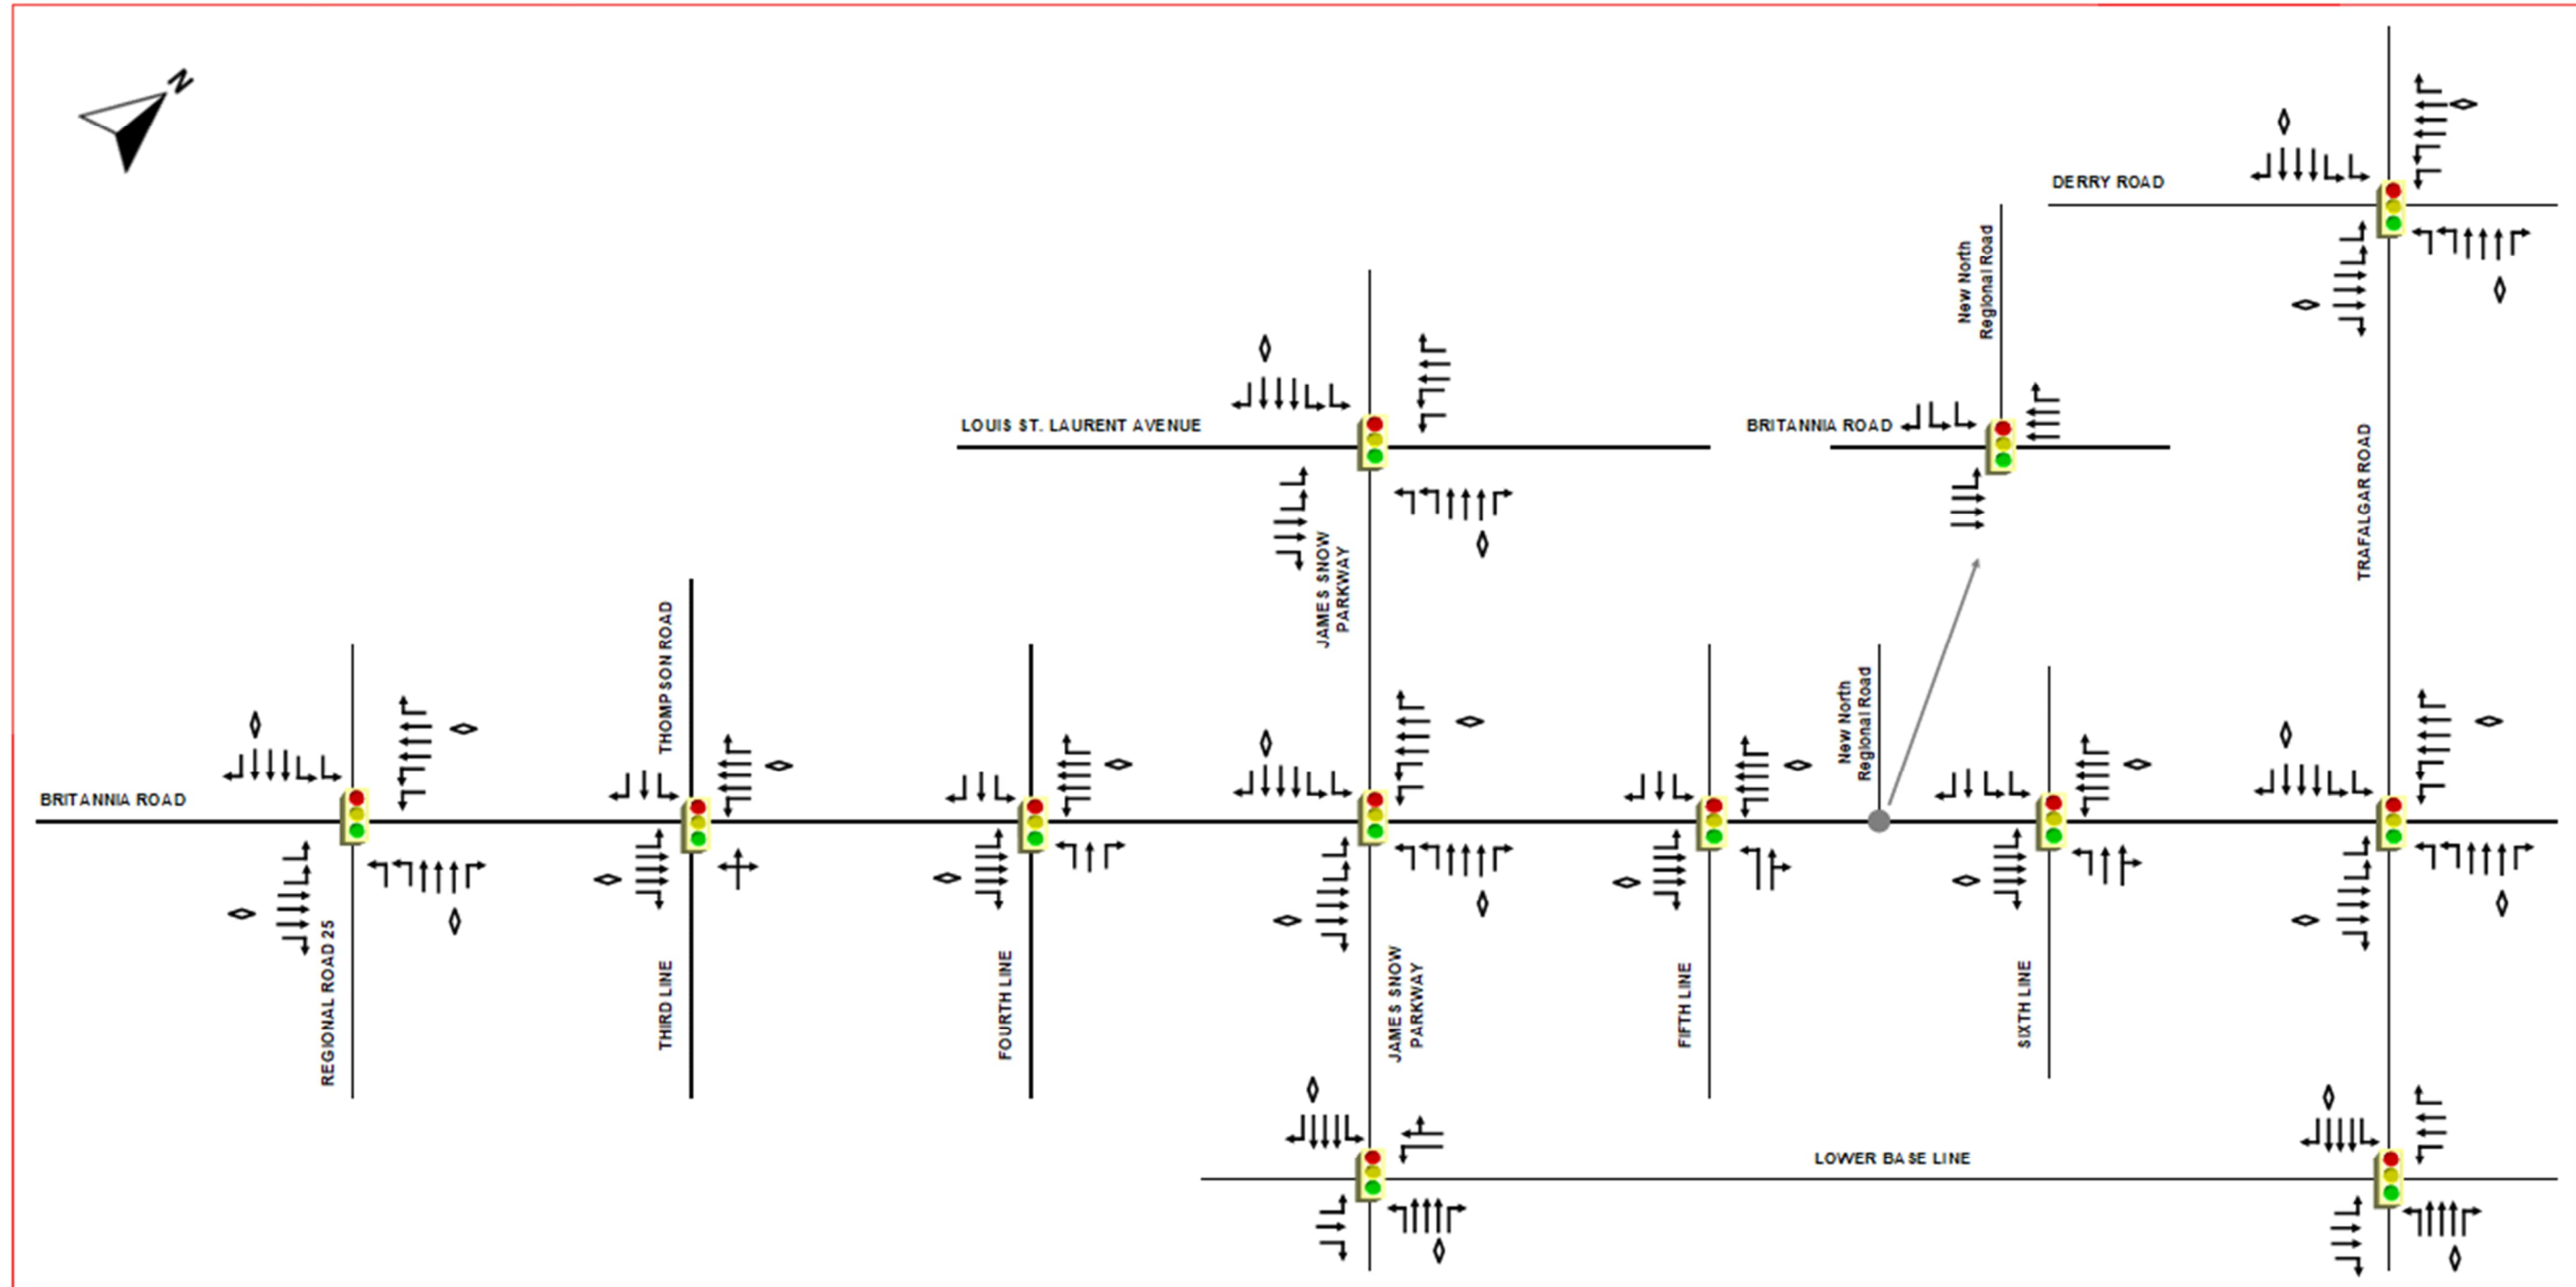 N
DERRY ROAD
New North
Regional Road
LOUIS ST. LAURENT AVENUE
BRITANNIA ROAD
TRAFALGAR ROAD
JAMES SNOW
PARKWAY
THOMPSON ROAD
New North
Regional Road
BRITANNIA ROAD
REGIONAL ROAD 25
THIRD LINE
FOURTH LINE
JAMES SNOW
PARKWAY
FIFTH LINE
SIXTH LINE
LOWER BASE LINE